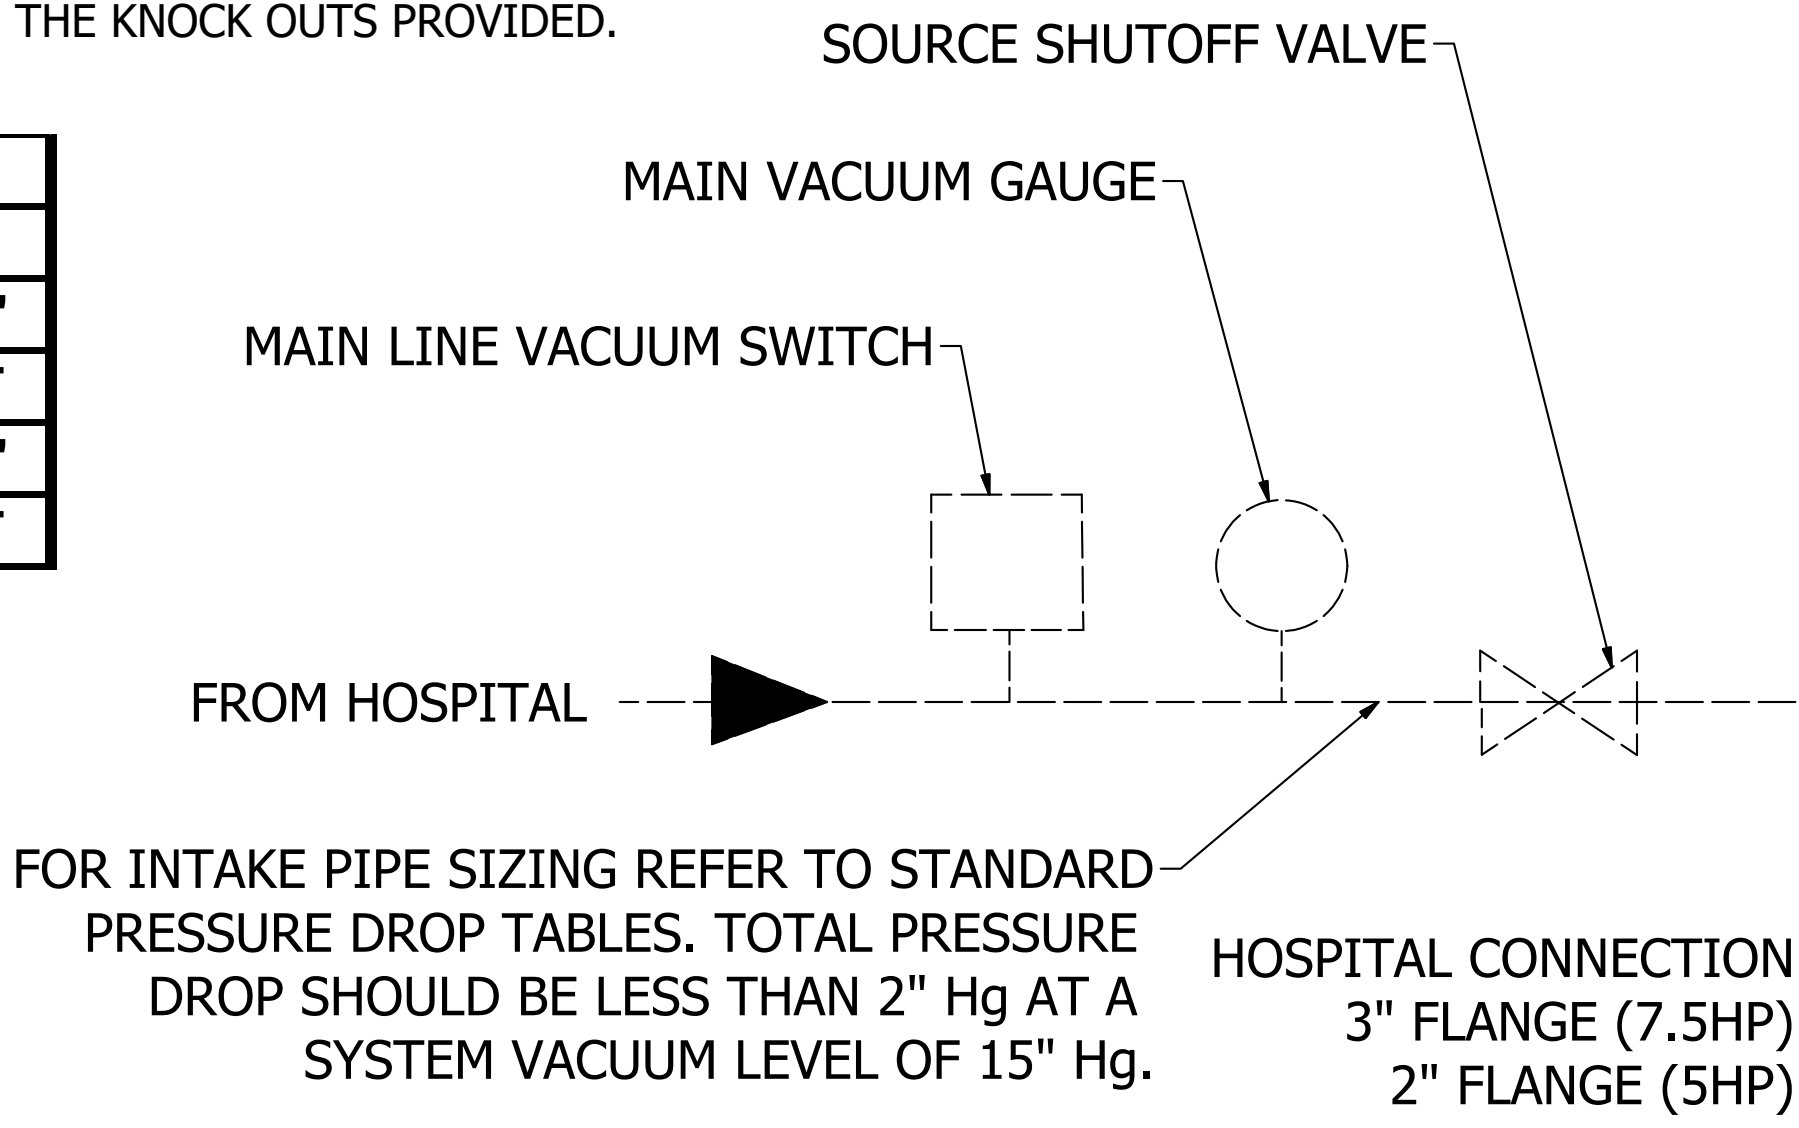 THE KNOCK OUTS PROVIDED.
SOURCE SHUTOFF VALVE
MAIN VACUUM GAUGE
MAIN LINE VACUUM SWITCH
FROM HOSPITAL
FOR INTAKE PIPE SIZING REFER TO STANDARD
PRESSURE DROP TABLES. TOTAL PRESSURE
DROP SHOULD BE LESS THAN 2" Hg AT A
SYSTEM VACUUM LEVEL OF 15" Hg.
HOSPITAL CONNECTION
3" FLANGE (7.5HP)
2" FLANGE (5HP)